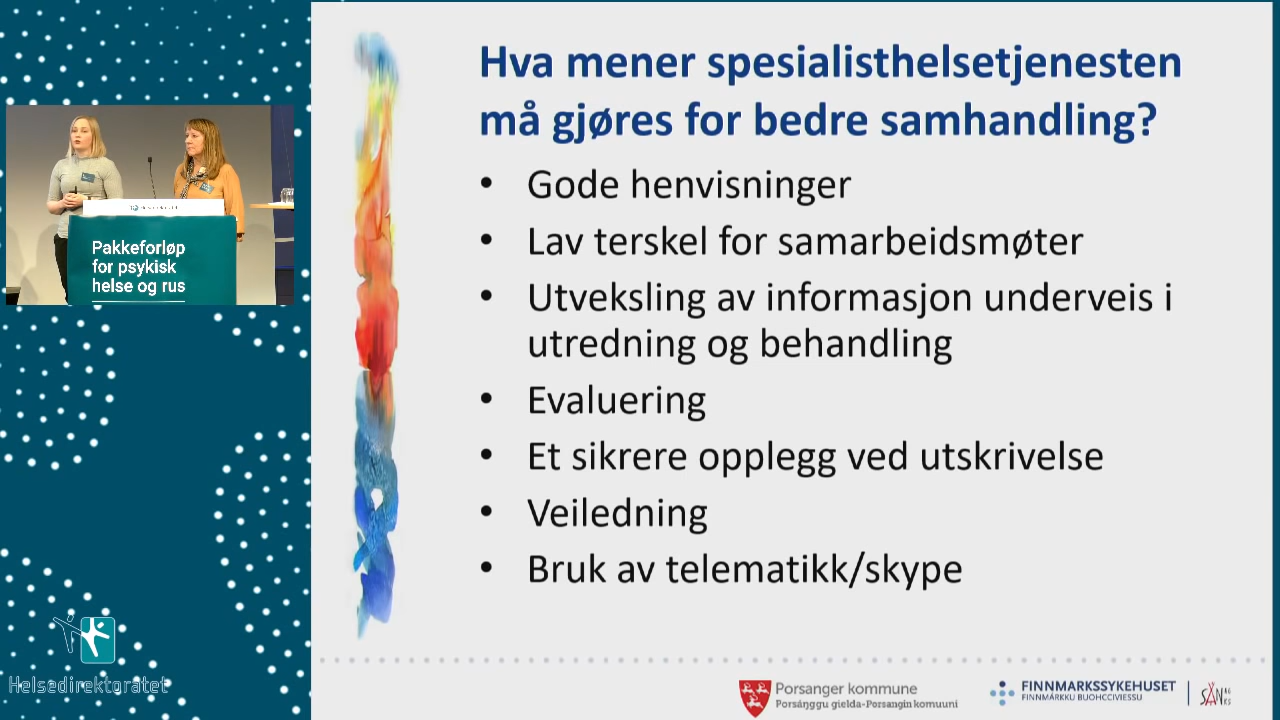 Hva mener spesialisthelsetjenesten
må gjøres for bedre samhandling?
• Gode henvisninger
• Lav terskel for samarbeidsmøter
• Utveksling av informasjon underveis i
utredning og behandling
• Evaluering
• Et sikrere opplegg ved utskrivelse
• Veiledning
• Bruk av telematikk/skype
Pakkeforløp
for psykisk
helse og rus
Helsedirektoratet
Porsanger kommune
Porsáŋggu gielda-Porsangin komuuni
FINNMARKSSYKEHUSET
FINNMÁRKKU BUOHCCIVIESSU